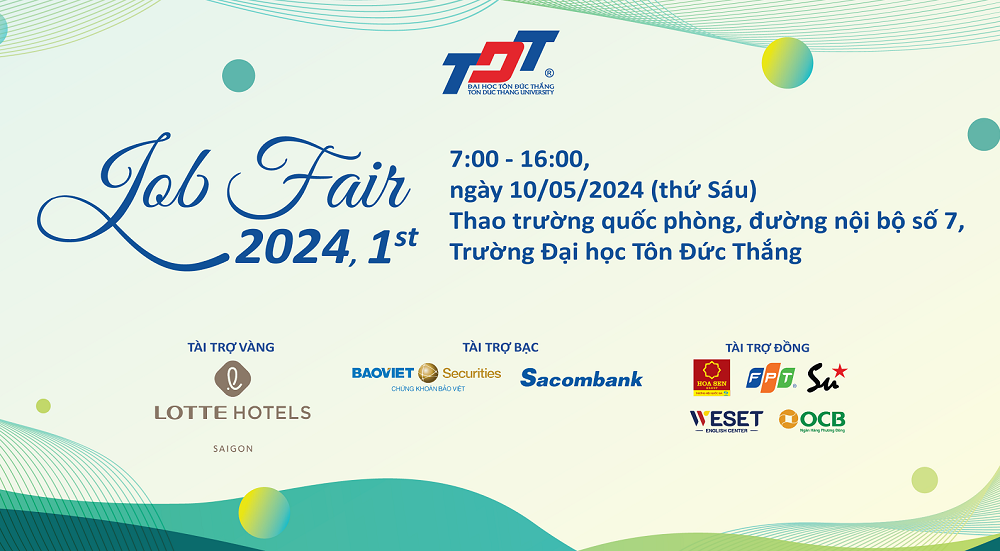 TDT®
ĐẠI HỌC TÔN ĐỨC THẮNG
TON DUC THANG UNIVERSITY
Job Fair
2024, 1st
7:00 - 16:00,
ngày 10/05/2024 (thứ Sáu)
Thao trường quốc phòng, đường nội bộ số 7,
Trường Đại học Tôn Đức Thắng
TÀI TRỢ VÀNG
LOTTE HOTELS
SAIGON
TÀI TRỢ BẠC
BAOVIET Securities
CHỨNG KHOÁN BẢO VIỆT
Sacombank
TÀI TRỢ ĐỒNG
HOA SEN
GROUP
FPT®
Su
WESET
ENGLISH CENTER
OCB
Ngân Hàng Phương Đông